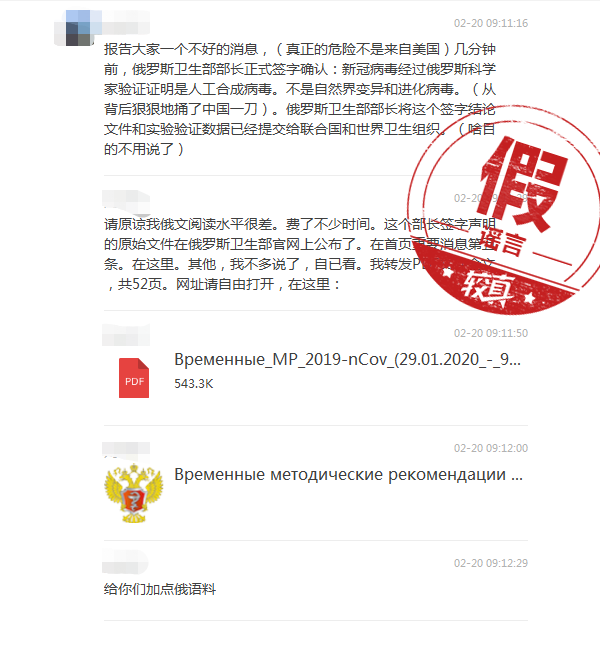 02-20 09:11:16
报告大家一个不好的消息，（真正的危险不是来自美国）几分钟
前，俄罗斯卫生部部长正式签字确认：新冠病毒经过俄罗斯科学
家验证证明是人工合成病毒。不是自然界变异和进化病毒。（从
背后狠狠地捅了中国一刀）。俄罗斯卫生部部长将这个签字结论
文件和实验验证数据已经提交给联合国和世界卫生组织。（啥目
的不用说了）
02-20 09:11:
请原谅我俄文阅读水平很差。费了不少时间。这个部长签字声明
的原始文件在俄罗斯卫生部官网上公布了。在首页
要消息第
条。在这里。其他，我不多说了，自已看。我转发
，共52页。网址请自由打开，在这里：
假
谣言
较真
02-20 09:11:50
Временные_МР_2019-nCov_(29.01.2020_-_9...
PDF
543.3K
02-20 09:12:00
Временные методические рекомендации ...
02-20 09:12:29
给你们加点俄语料